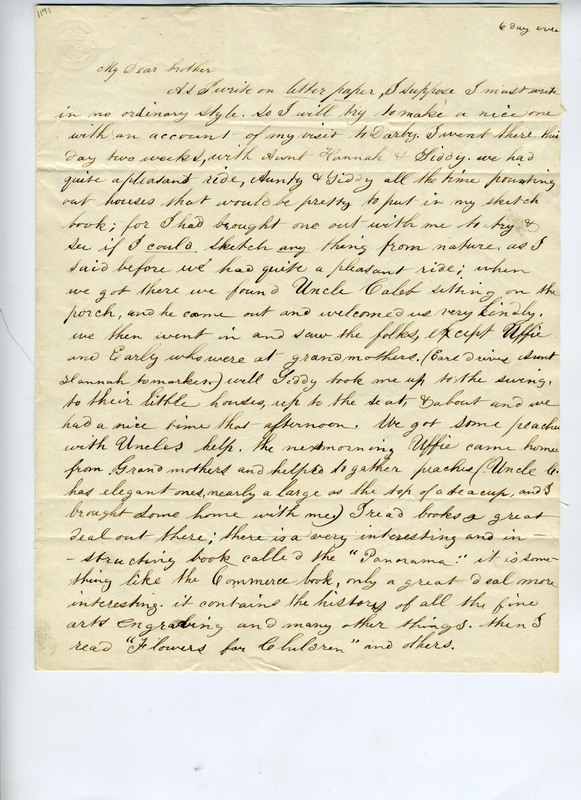 1191
6 day eve
My Dear brother
As I write on letter paper, I suppose I must write
in no ordinary style. so I will try to make a nice one
with an account of my visit to Darby. I went there this
day two weeks, with Aunt Hannah & Siddy. we had
quite a pleasant ride, Aunty & Siddy all the time pointing
out houses that would be pretty to put in my sketch
book; for I had brought one out with me to try &
see if I could sketch any thing from nature. as I
said before we had quite a pleasant ride; when
we got there we found Uncle Caleb sitting on the
porch, and he came out and welcomed us very kindly.
we then went in and saw the folks, except Uffie
and Early who were at grandmothers. (Earl drives Aunt
Hannah to market) well Siddy took me up to the swing,
to their little houses, up to the seat, & about and we
had a nice time that afternoon. We got some peaches
with Uncles help. the next morning Uffie came home
from Grandmothers and helped to gather peaches (Uncle C.
has elegant ones, nearly a large as the top of a teacup, and I
brought some home with me) I read books a great
deal out there; there is a very interesting and in-
-structing book called the "Panorama." it is some-
thing like the Commerce book, only a great deal more
interesting. it contains the history of all the fine
arts engraving and many other things. then I
read "Flowers for Children" and others.